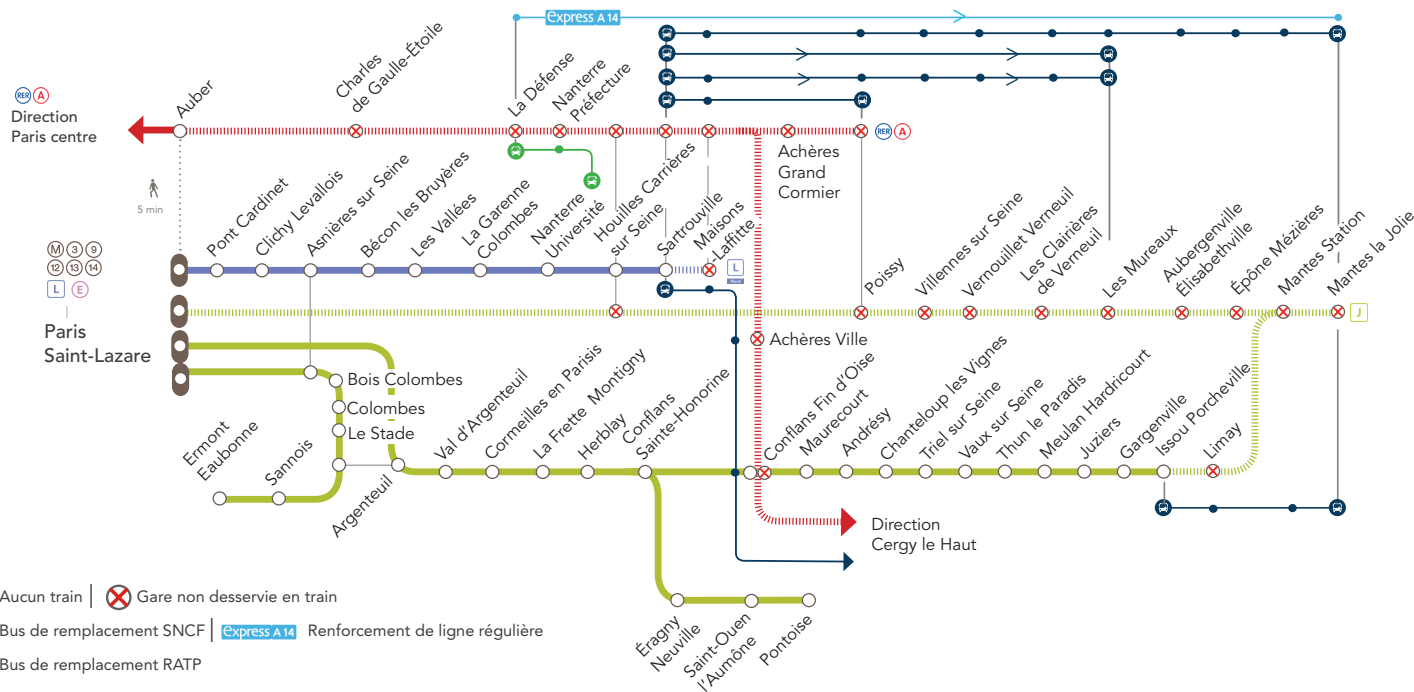 express A 14
RER A
Direction
Paris centre
Auber
Charles
de Gaulle-Étoile
La Défense
Nanterre
Préfecture
Achères
Grand
Cormier
RER A
5 min
Pont Cardinet
Clichy Levallois
Asnières sur Seine
Bécon les Bruyères
Les Vallées
La Garenne
Colombes
Nanterre
Université
Houilles Carrières
sur Seine
Sartrouville
Maisons
-Laffitte
L
M 3 9
12 13 14
L E
Paris
Saint-Lazare
Poissy
Villennes sur Seine
Vernouillet Verneuil
Les Clairières
de Verneuil
Les Mureaux
Aubergenville
Élisabethville
Épône Mézières
Mantes Station
Mantes la Jolie
J
Achères Ville
Bois Colombes
Colombes
Le Stade
Ermont
Eaubonne
Sannois
Argenteuil
Val d'Argenteuil
Cormeilles en Parisis
La Frette Montigny
Herblay
Conflans
Sainte-Honorine
Conflans Fin d'Oise
Maurecourt
Andrésy
Chanteloup les Vignes
Triel sur Seine
Vaux sur Seine
Thun le Paradis
Meulan Hardricourt
Juziers
Gargenville
Issou Porcheville
Limay
Direction
Cergy le Haut
Éragny
Neuville
Saint-Ouen
l'Aumône
Pontoise
Aucun train | Gare non desservie en train
Bus de remplacement SNCF | express A 14 Renforcement de ligne régulière
Bus de remplacement RATP